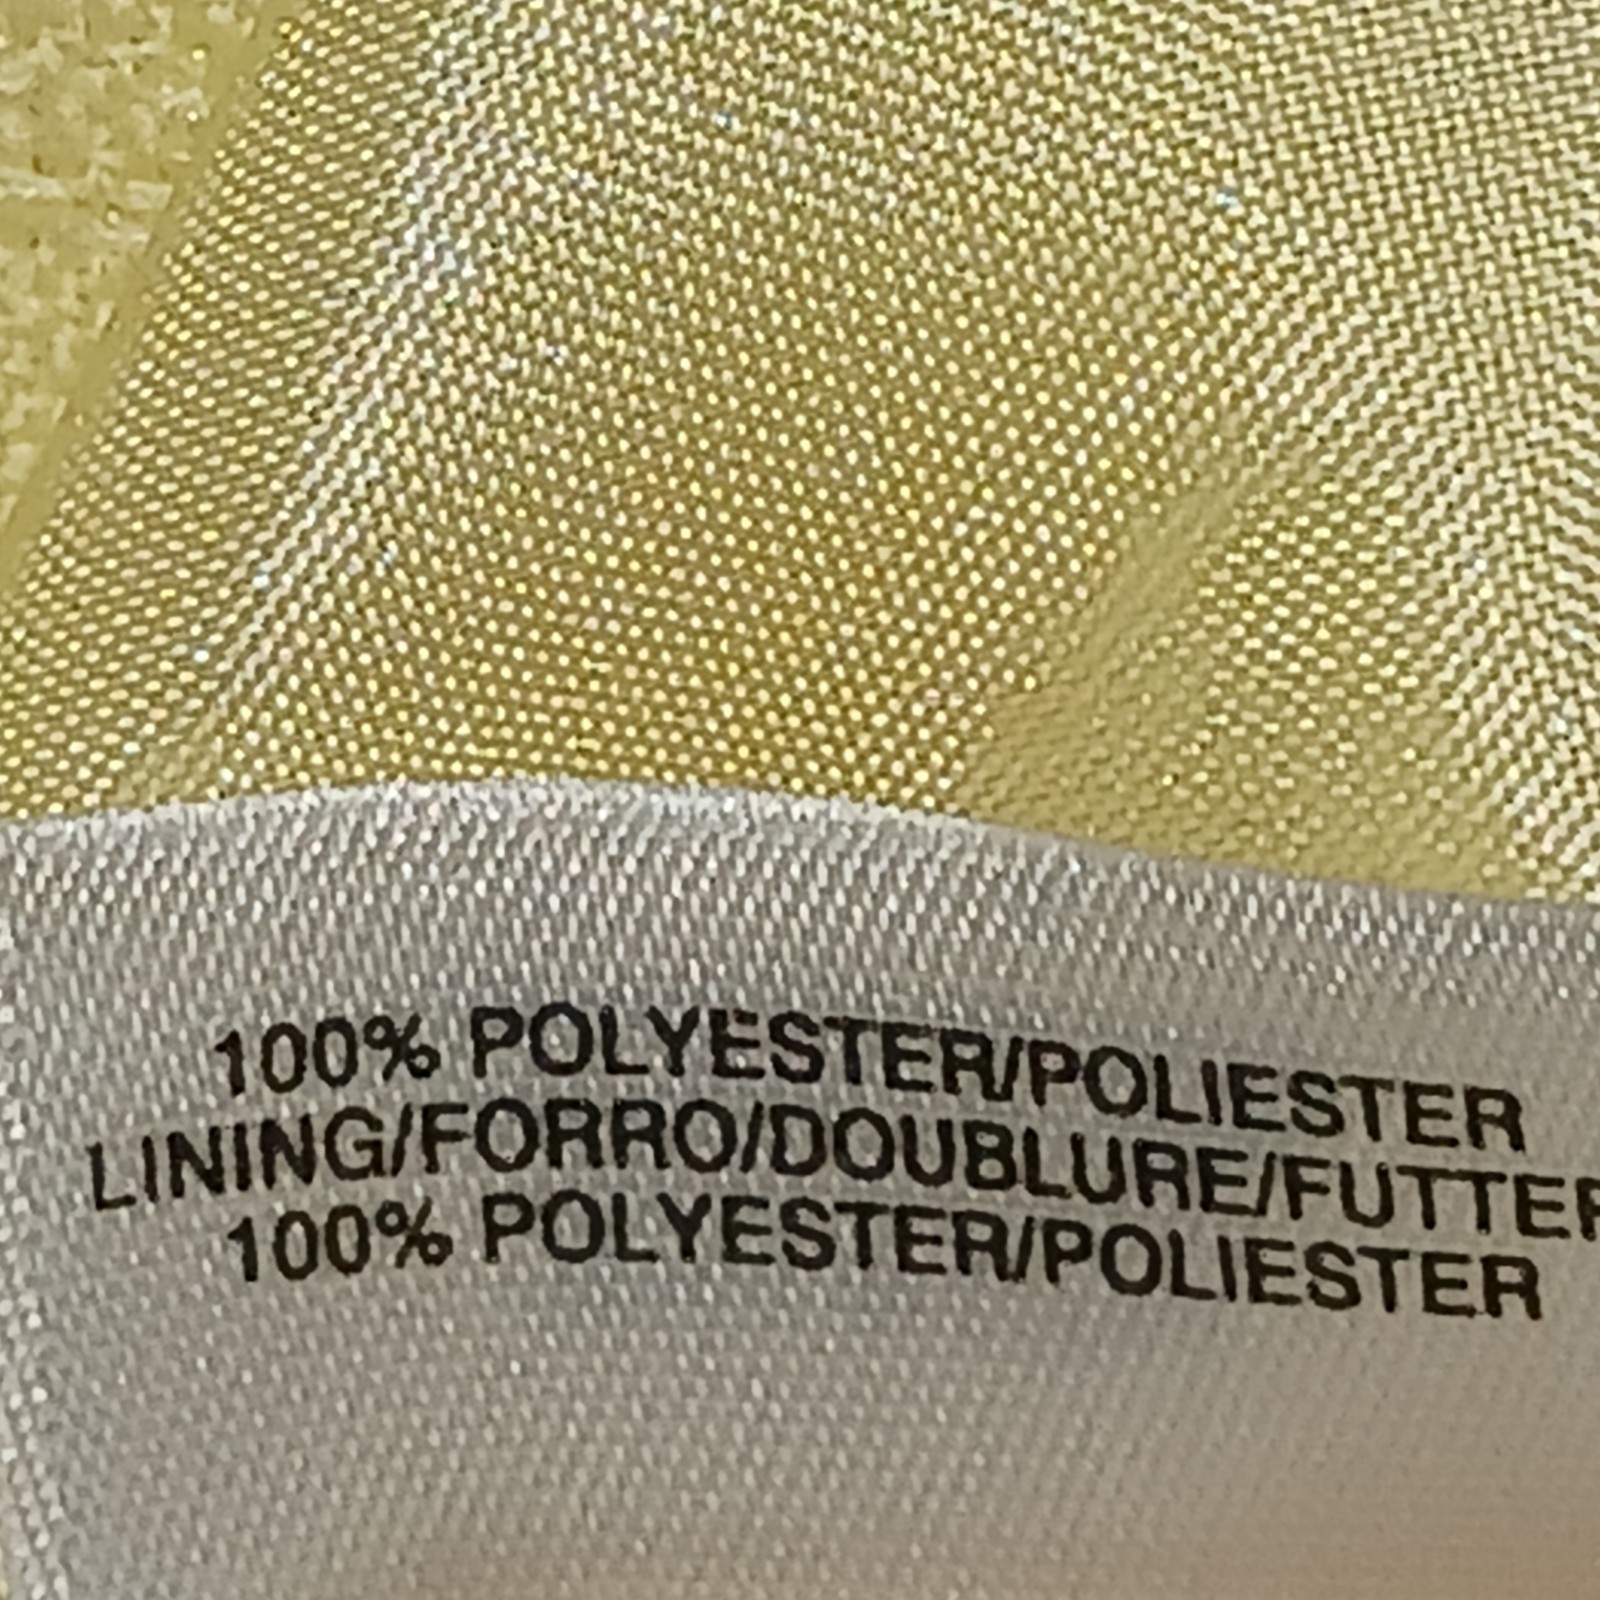 100% POLYESTER/POLIESTER
LINING/FORRO/DOUBLURE/FUTTER
100% POLYESTER/POLIESTER